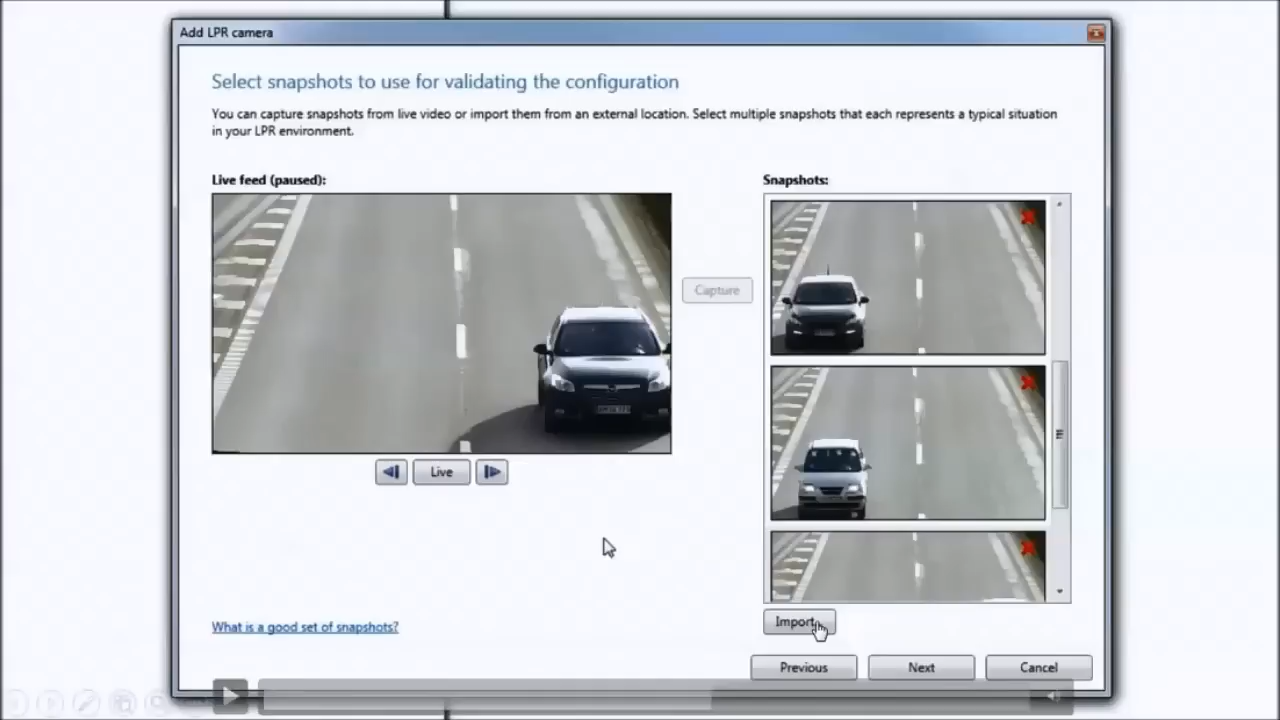 Add LPR camera
Select snapshots to use for validating the configuration
You can capture snapshots from live video or import them from an external location. Select multiple snapshots that each represents a typical situation
in your LPR environment.
Live feed (paused):
Snapshots:
Capture
Live
What is a good set of snapshots?
Import...
Previous
Next
Cancel